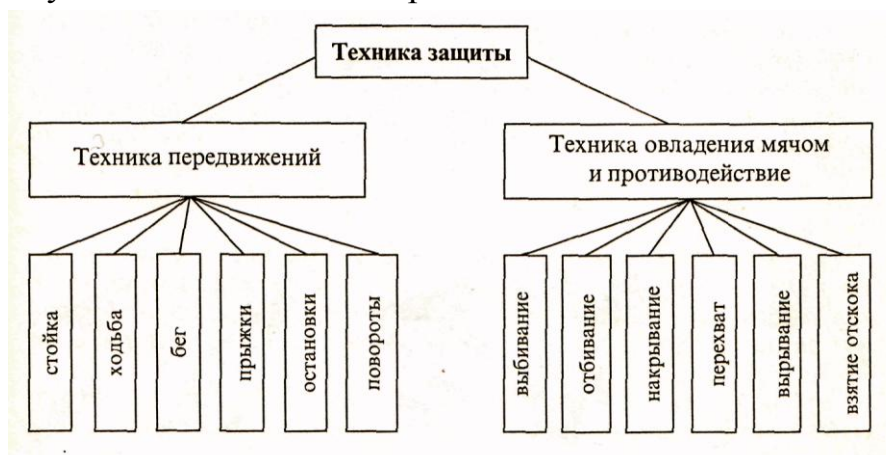 Техника защиты
Техника передвижений
Техника овладения мячом
и противодействие
стойка
ходьба
бег
прыжки
остановки
повороты
выбивание
отбивание
накрывание
перехват
вырывание
взятие отскока